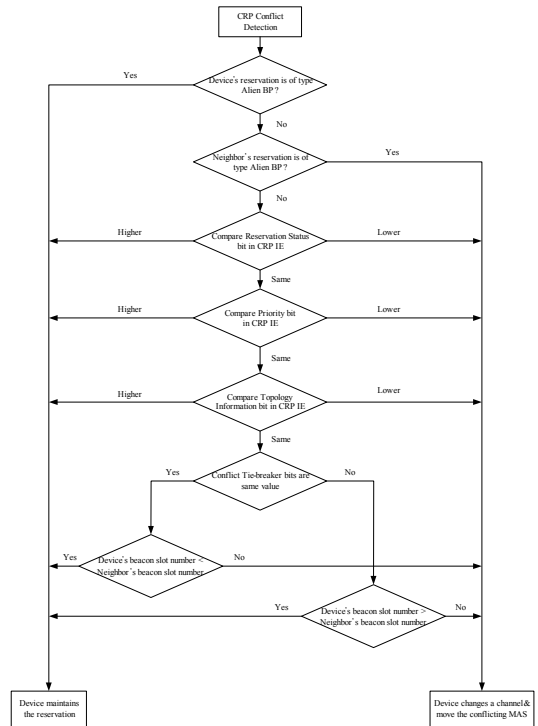 CRP Conflict
Detection
Yes
Device's reservation is of type
Alien BP ?
No
Neighbor's reservation is of
type Alien BP ?
Yes
No
Higher
Compare Reservation Status
bit in CRP IE
Lower
Same
Higher
Compare Priority bit
in CRP IE
Lower
Same
Higher
Compare Topology
Information bit in CRP IE
Lower
Same
Yes
Conflict Tie-breaker bits are
same value
No
Yes
Device's beacon slot number <
Neighbor's beacon slot number
No
Yes
Device's beacon slot number >
Neighbor's beacon slot number
No
Device maintains
the reservation
Device changes a channel&
move the conflicting MAS